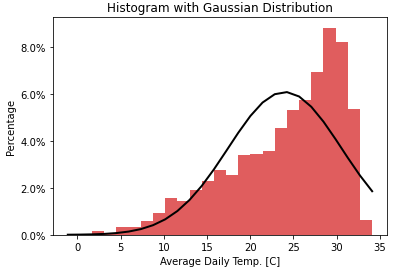 Histogram with Gaussian Distribution
8.0%
6.0%
4.0%
2.0%
0.0%
Percentage
0 5 10 15 20 25 30 35
Average Daily Temp. [C]